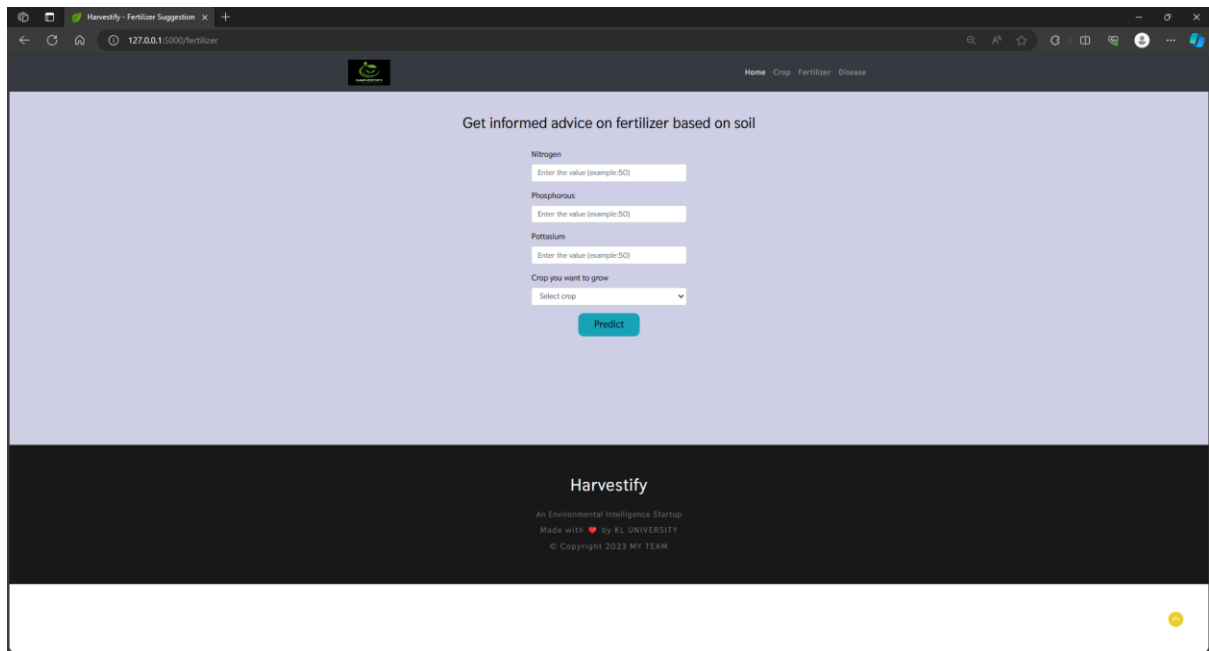 Harvestify - Fertilizer Suggestion
127.0.0.1:5000/fertilizer
HARVESTIFY
Home Crop Fertilizer Disease
Get informed advice on fertilizer based on soil
Nitrogen
Enter the value (example:50)
Phosphorous
Enter the value (example:50)
Pottasium
Enter the value (example:50)
Crop you want to grow
Select crop
Predict
Harvestify
An Environmental Intelligence Startup
Made with ❤ by KL UNIVERSITY
© Copyright 2023 MY TEAM